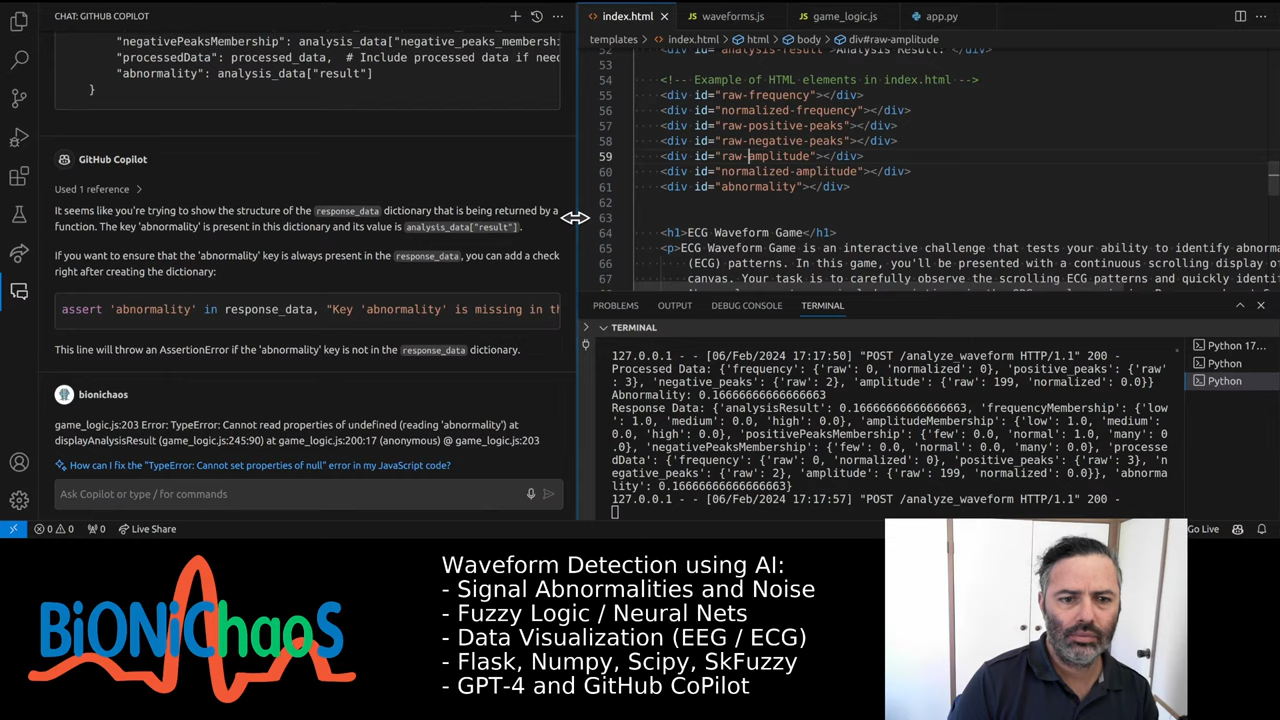 CHAT: GITHUB COPILOT
"negativePeaksMembership": analysis_data["negative_peaks_membershi
"processedData": processed_data,  # Include processed data if need
"abnormality": analysis_data["result"]
}
GitHub Copilot
Used 1 reference
It seems like you're trying to show the structure of the response_data dictionary that is being returned by a
function. The key 'abnormality' is present in this dictionary and its value is analysis_data["result"].
If you want to ensure that the 'abnormality' key is always present in the response_data, you can add a check
right after creating the dictionary:
assert 'abnormality' in response_data, "Key 'abnormality' is missing in th
This line will throw an AssertionError if the 'abnormality' key is not in the response_data dictionary.
bionichaos
game_logic.js:203 Error: TypeError: Cannot read properties of undefined (reading 'abnormality') at
displayAnalysisResult (game_logic.js:245:90) at game_logic.js:200:17 (anonymous) @ game_logic.js:203
How can I fix the "TypeError: Cannot set properties of null" error in my JavaScript code?
Ask Copilot or type / for commands
index.html
waveforms.js
game_logic.js
app.py
templates > index.html > html > body > div#raw-amplitude
52 <div id="analysis-result">Analysis Result: </div>
53
54 <!-- Example of HTML elements in index.html -->
55 <div id="raw-frequency"></div>
56 <div id="normalized-frequency"></div>
57 <div id="raw-positive-peaks"></div>
58 <div id="raw-negative-peaks"></div>
59 <div id="raw-amplitude"></div>
60 <div id="normalized-amplitude"></div>
61 <div id="abnormality"></div>
62
63
64 <h1>ECG Waveform Game</h1>
65 <p>ECG Waveform Game is an interactive challenge that tests your ability to identify abnorma
66 (ECG) patterns. In this game, you'll be presented with a continuous scrolling display of
67 canvas. Your task is to carefully observe the scrolling ECG patterns and quickly identif
PROBLEMS OUTPUT DEBUG CONSOLE TERMINAL
TERMINAL
127.0.0.1 - - [06/Feb/2024 17:17:50] "POST /analyze_waveform HTTP/1.1" 200 -
Processed Data: {'frequency': {'raw': 0, 'normalized': 0}, 'positive_peaks': {'raw'
: 3}, 'negative_peaks': {'raw': 2}, 'amplitude': {'raw': 199, 'normalized': 0.0}}
Abnormality: 0.16666666666666663
Response Data: {'analysisResult': 0.16666666666666663, 'frequencyMembership': {'low
': 1.0, 'medium': 0.0, 'high': 0.0}, 'amplitudeMembership': {'low': 1.0, 'medium':
0.0, 'high': 0.0}, 'positivePeaksMembership': {'few': 0.0, 'normal': 1.0, 'many': 0
.0}, 'negativePeaksMembership': {'few': 0.0, 'normal': 0.0, 'many': 0.0}, 'processe
dData': {'frequency': {'raw': 0, 'normalized': 0}, 'positive_peaks': {'raw': 3}, 'n
egative_peaks': {'raw': 2}, 'amplitude': {'raw': 199, 'normalized': 0.0}}, 'abnorma
lity': 0.16666666666666663}
127.0.0.1 - - [06/Feb/2024 17:17:57] "POST /analyze_waveform HTTP/1.1" 200 -
Python 17...
Python
Python
0 0 0 Live Share
Go Live
BiONiChaoS
Waveform Detection using AI:
- Signal Abnormalities and Noise
- Fuzzy Logic / Neural Nets
- Data Visualization (EEG / ECG)
- Flask, Numpy, Scipy, SkFuzzy
- GPT-4 and GitHub CoPilot